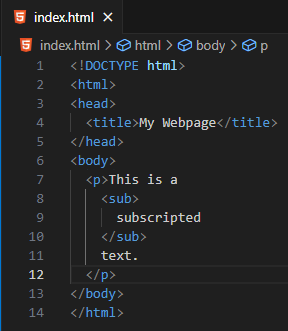 index.html ×
index.html > html > body > p
1 <!DOCTYPE html>
2 <html>
3 <head>
4   <title>My Webpage</title>
5 </head>
6 <body>
7   <p>This is a
8     <sub>
9       subscripted
10     </sub>
11     text.
12   </p>
13 </body>
14 </html>